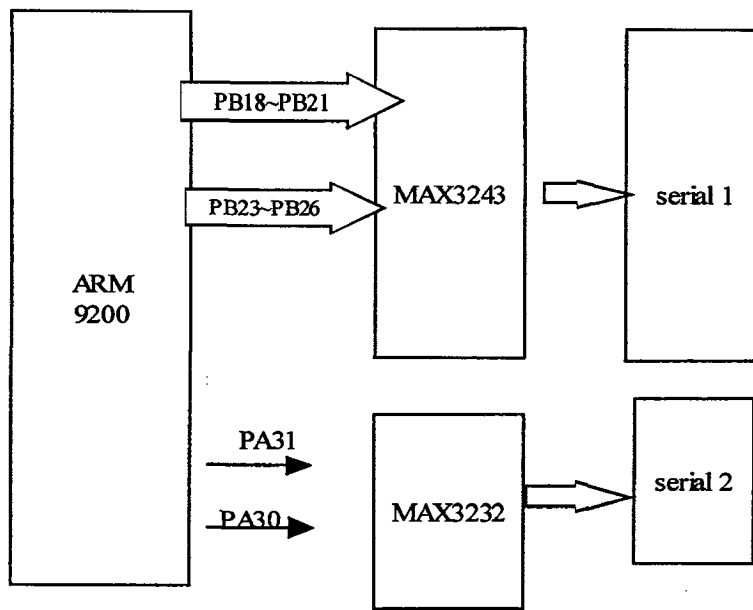 PB18~PB21
MAX3243
serial 1
PB23~PB26
ARM
9200
PA31
PA30
MAX3232
serial 2